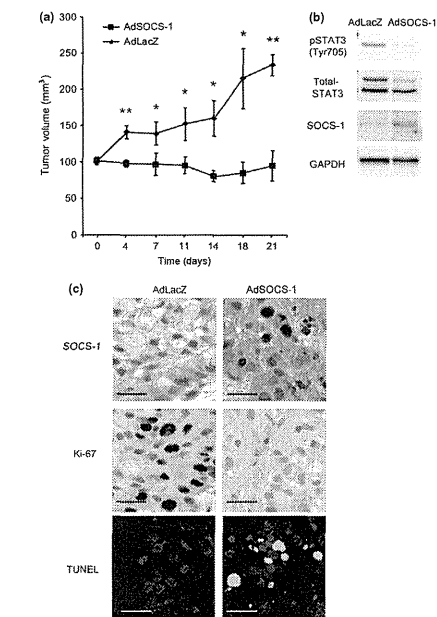 (a)
AdSOCS-1
AdLacZ
Tumor volume (mm³)
300
250
200
150
100
50
0
** * * * * **
0 4 7 11 14 18 21
Time (days)
(b)
AdLacZ AdSOCS-1
pSTAT3
(Tyr705)
Total-
STAT3
SOCS-1
GAPDH
(c)
AdLacZ AdSOCS-1
SOCS-1
Ki-67
TUNEL